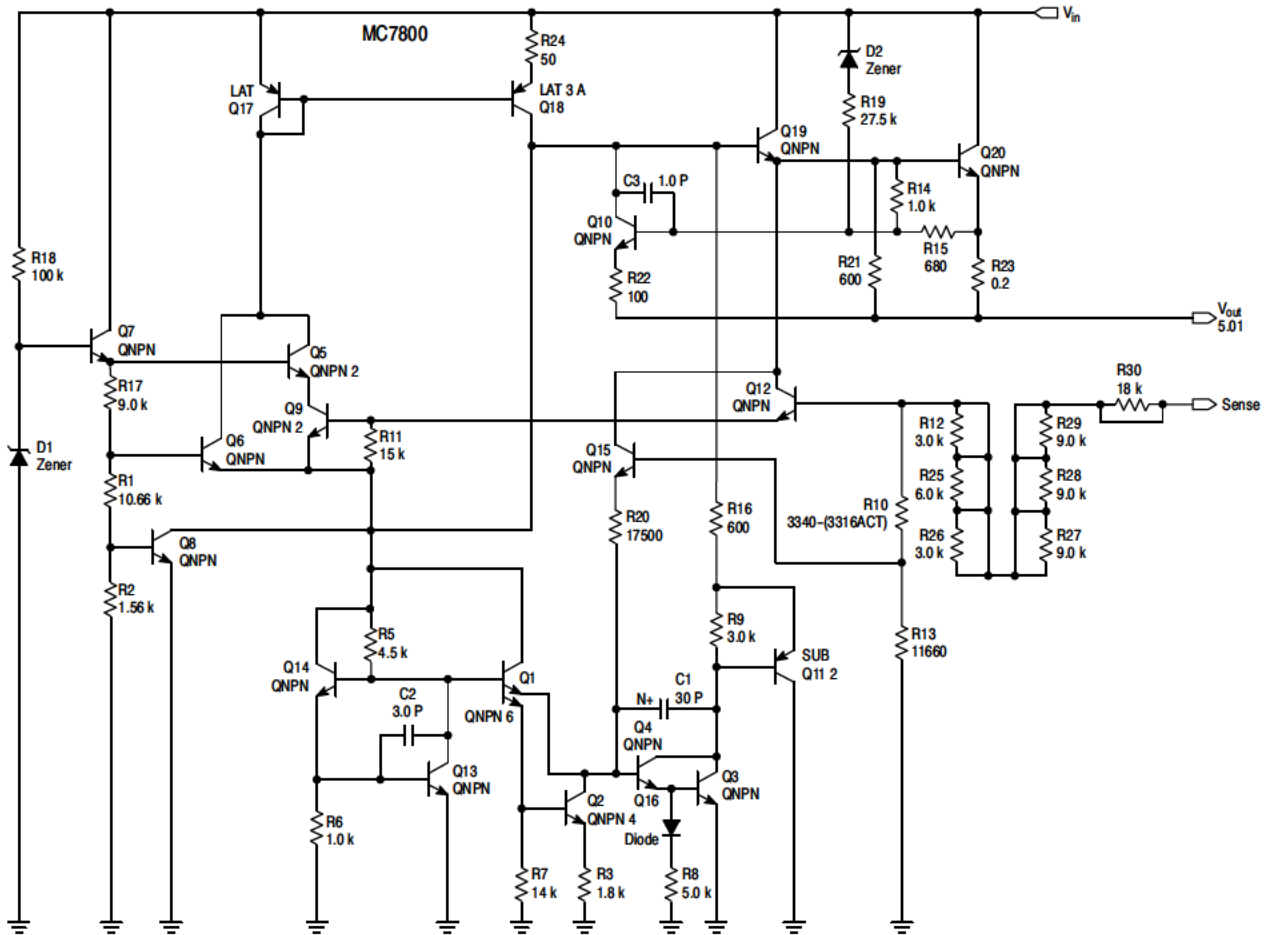 MC7800
Vin
R24
50
D2
Zener
LAT
Q17
LAT 3 A
Q18
R19
27.5 k
Q19
QNPN
Q20
QNPN
C3
1.0 P
R14
1.0 k
Q10
QNPN
R15
680
R18
100 k
R21
600
R23
0.2
R22
100
Vout
5.01
Q7
QNPN
Q5
QNPN 2
R30
18 k
R17
9.0 k
Q12
QNPN
Sense
Q9
QNPN 2
R12
3.0 k
R29
9.0 k
D1
Zener
Q6
QNPN
R11
15 k
Q15
QNPN
R25
6.0 k
R28
9.0 k
R1
10.66 k
R10
3340-(3316ACT)
R16
600
R20
17500
R26
3.0 k
R27
9.0 k
Q8
QNPN
R2
1.56 k
R9
3.0 k
R5
4.5 k
R13
11660
Q14
QNPN
Q1
QNPN 6
SUB
Q11 2
C2
3.0 P
N+
C1
30 P
Q4
QNPN
Q13
QNPN
Q3
QNPN
Q2
QNPN 4
Q16
Diode
R6
1.0 k
R7
14 k
R3
1.8 k
R8
5.0 k